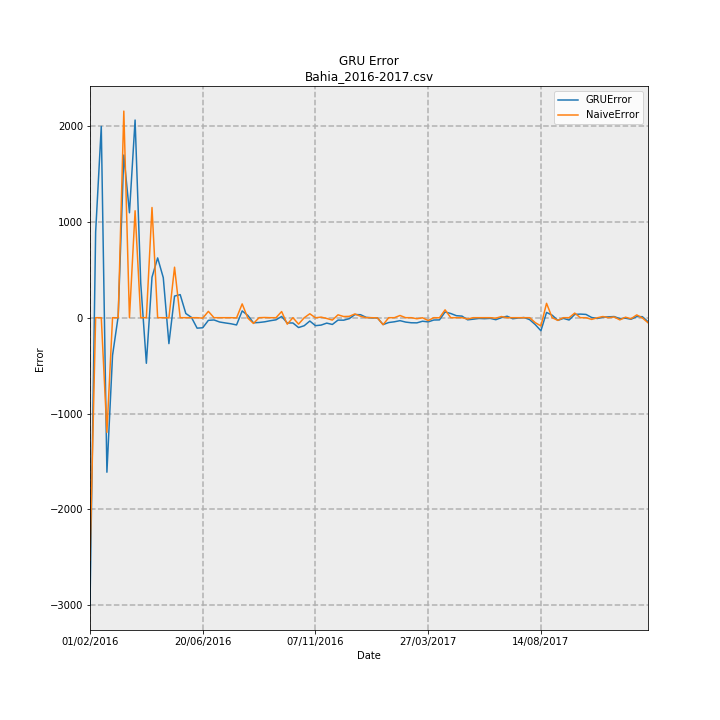 GRU Error
Bahia_2016-2017.csv
GRUError
NaiveError
2000
1000
0
−1000
−2000
−3000
Error
01/02/2016 20/06/2016 07/11/2016 27/03/2017 14/08/2017
Date